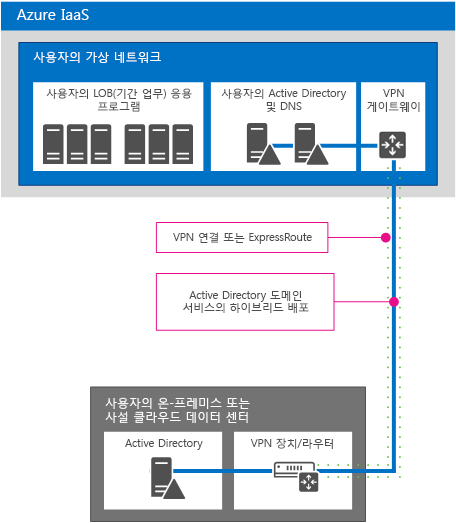 Azure IaaS
사용자의 가상 네트워크
사용자의 LOB(기간 업무) 응용
프로그램
사용자의 Active Directory
및 DNS
VPN
게이트웨이
VPN 연결 또는 ExpressRoute
Active Directory 도메인
서비스의 하이브리드 배포
사용자의 온-프레미스 또는
사설 클라우드 데이터 센터
Active Directory
VPN 장치/라우터